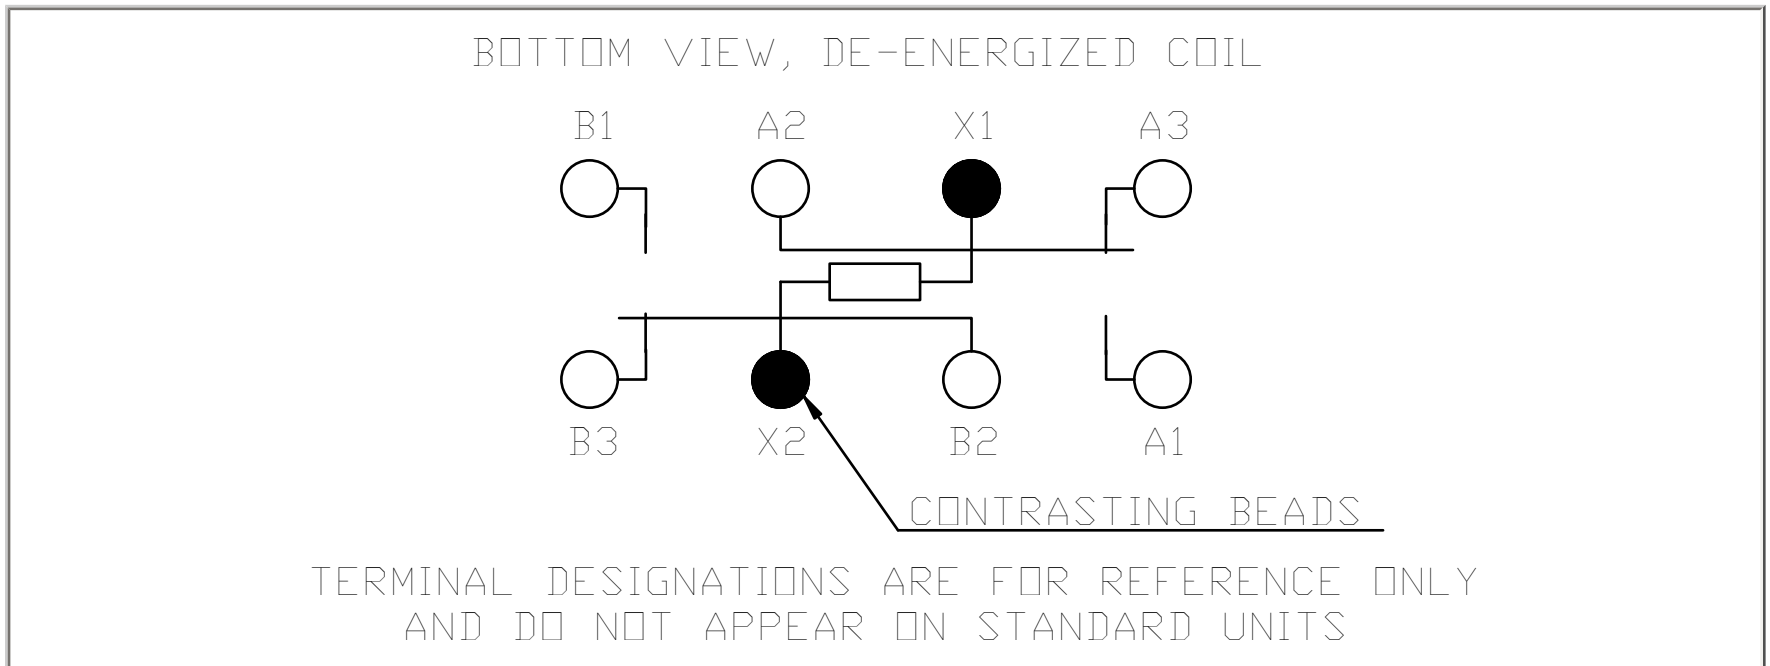 BOTTOM VIEW, DE-ENERGIZED COIL
B1 A2 X1 A3
B3 X2 B2 A1
CONTRASTING BEADS
TERMINAL DESIGNATIONS ARE FOR REFERENCE ONLY
AND DO NOT APPEAR ON STANDARD UNITS